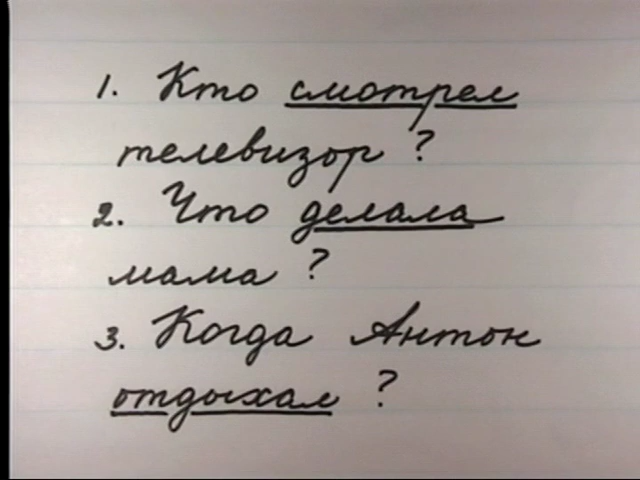 1. Кто смотрел
телевизор?
2. Что делала
мама?
3. Когда Антон
отдыхал?